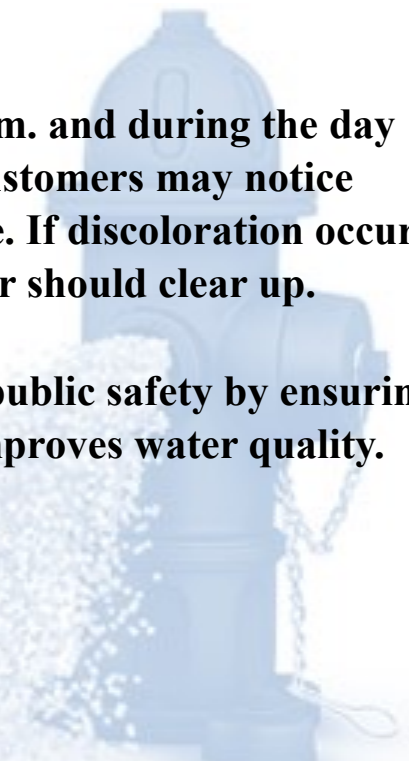 m. and during the day
stomers may notice
e. If discoloration occur
r should clear up.
public safety by ensurin
proves water quality.